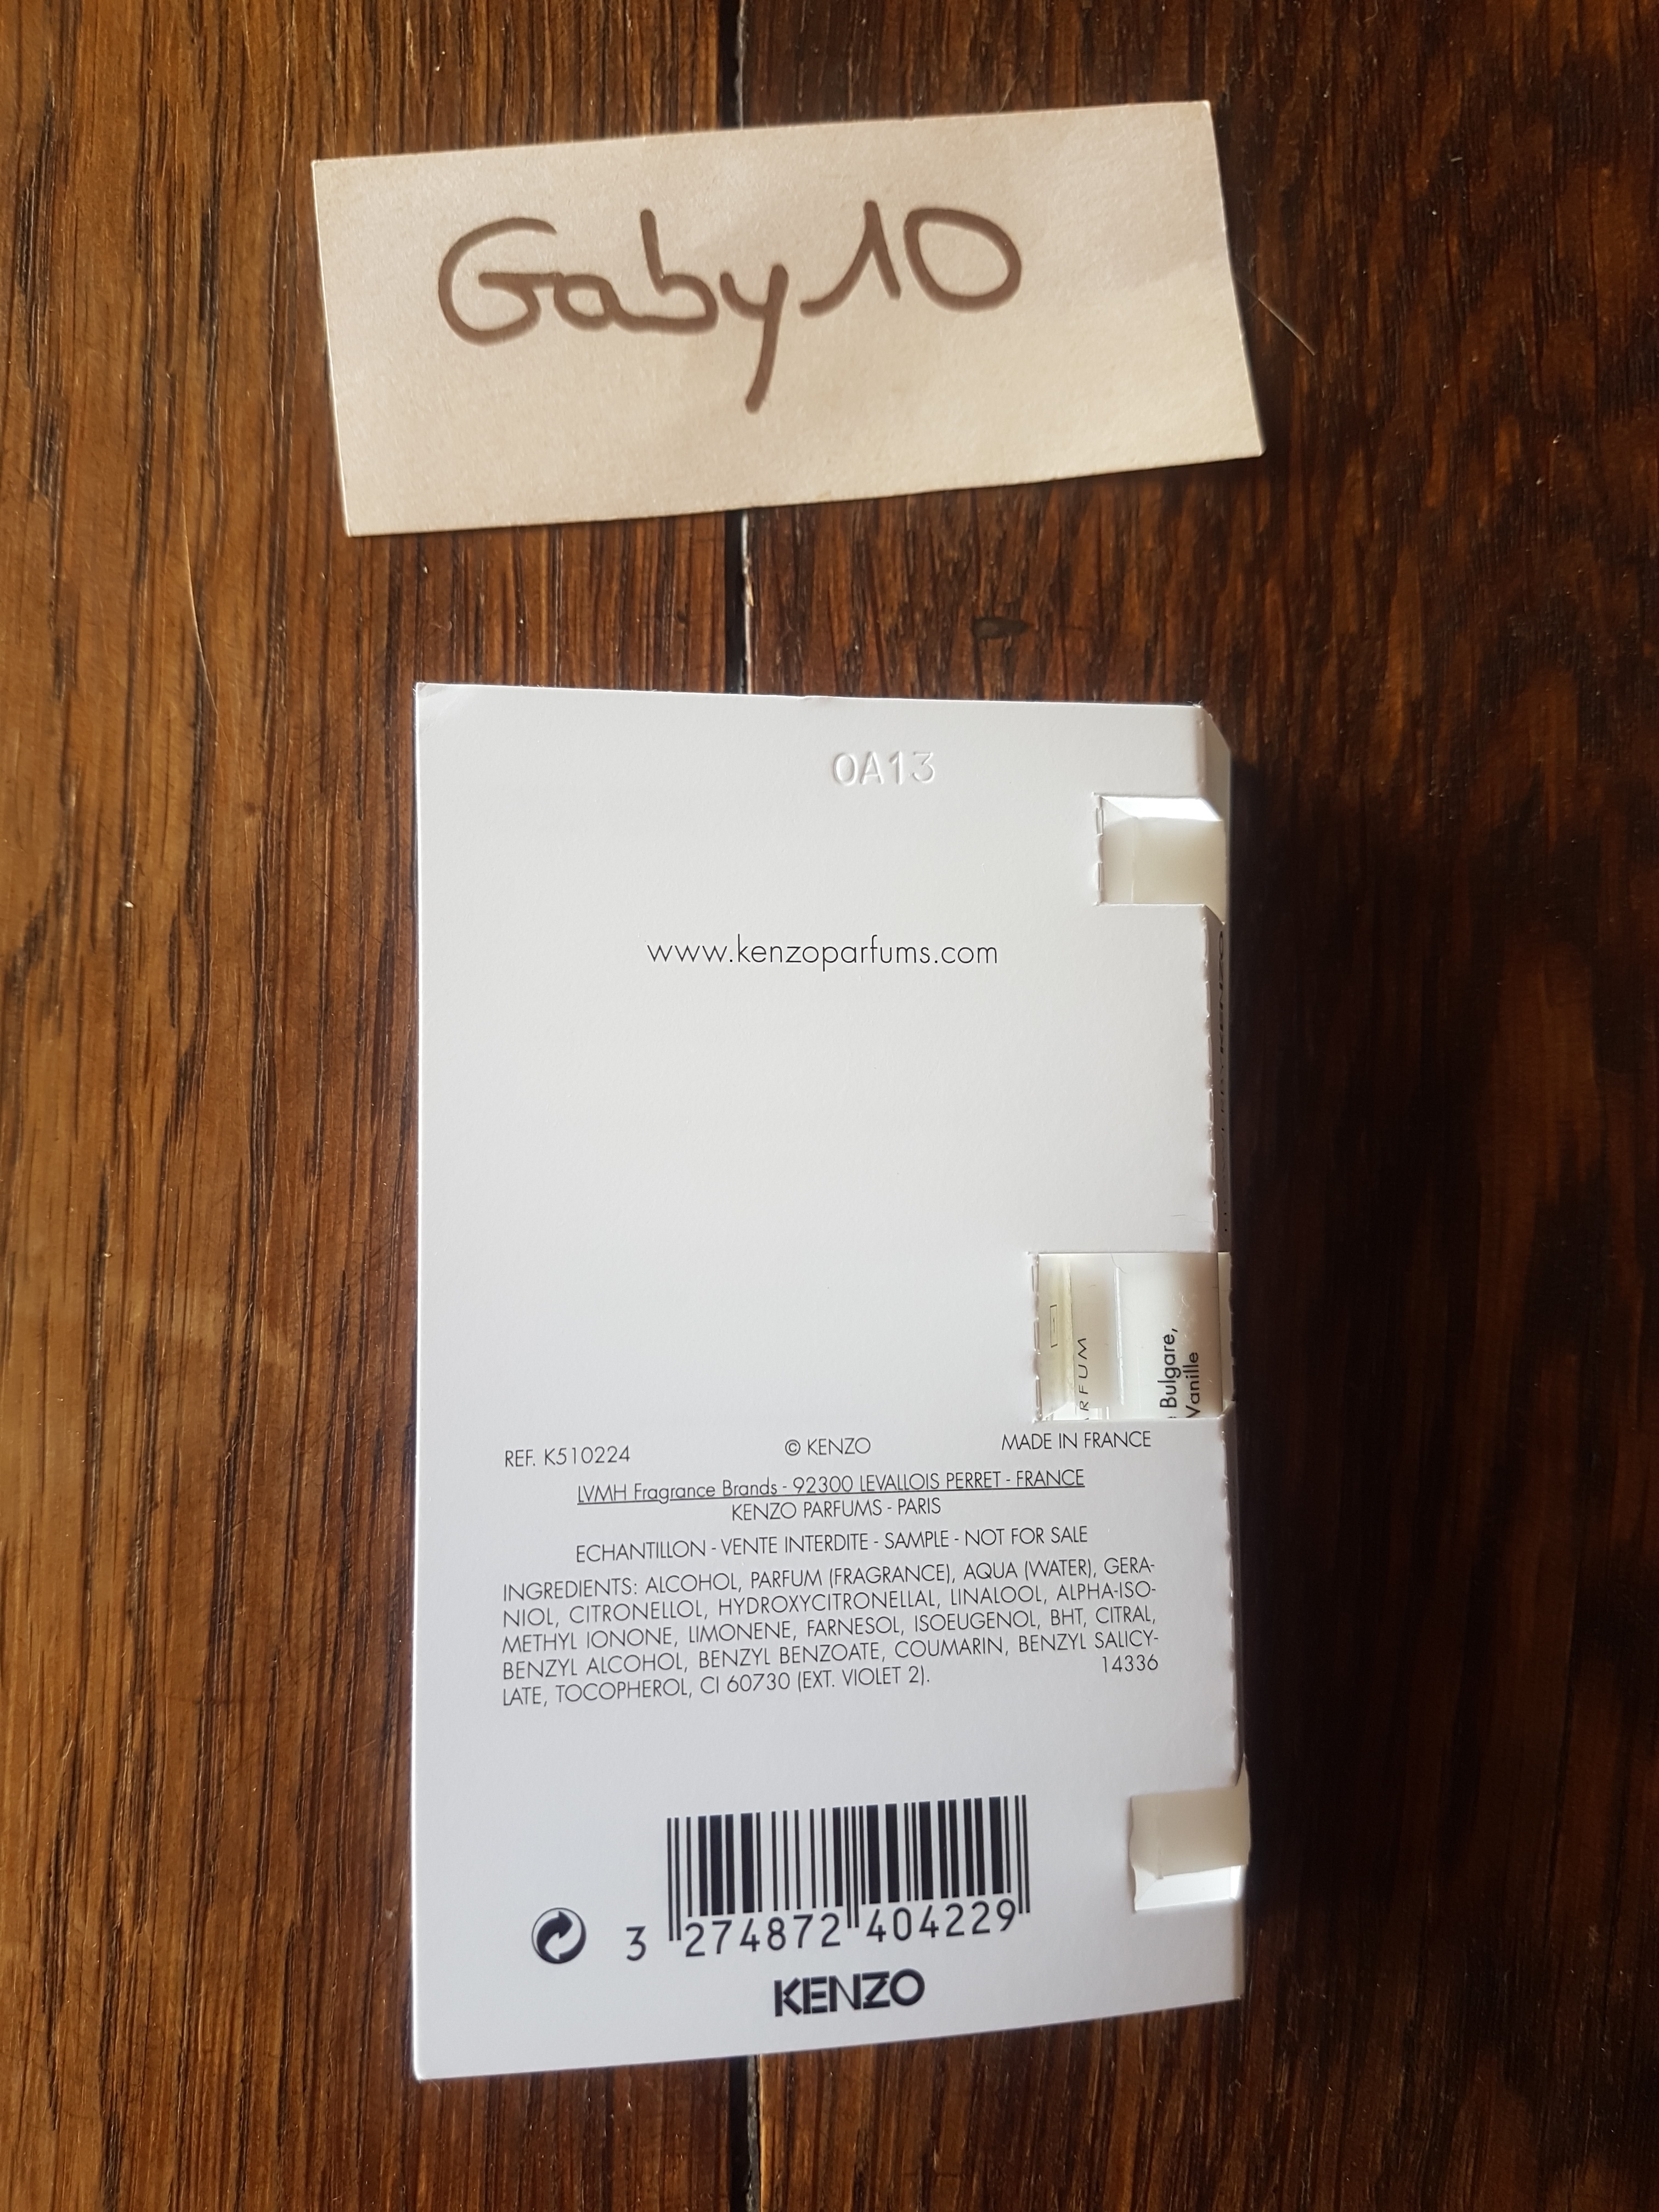 Gaby10
OA13
www.kenzoparfums.com
Bulgare,
Vanille
REF. K510224 © KENZO MADE IN FRANCE
LVMH Fragrance Brands - 92300 LEVALLOIS PERRET - FRANCE
KENZO PARFUMS - PARIS
ECHANTILLON - VENTE INTERDITE - SAMPLE - NOT FOR SALE
INGREDIENTS: ALCOHOL, PARFUM (FRAGRANCE), AQUA (WATER), GERA-
NIOL, CITRONELLOL, HYDROXYCITRONELLAL, LINALOOL, ALPHA-ISO-
METHYL IONONE, LIMONENE, FARNESOL, ISOEUGENOL, BHT, CITRAL,
BENZYL ALCOHOL, BENZYL BENZOATE, COUMARIN, BENZYL SALICY-
LATE, TOCOPHEROL, CI 60730 (EXT. VIOLET 2). 14336
3 274872 404229
KENZO